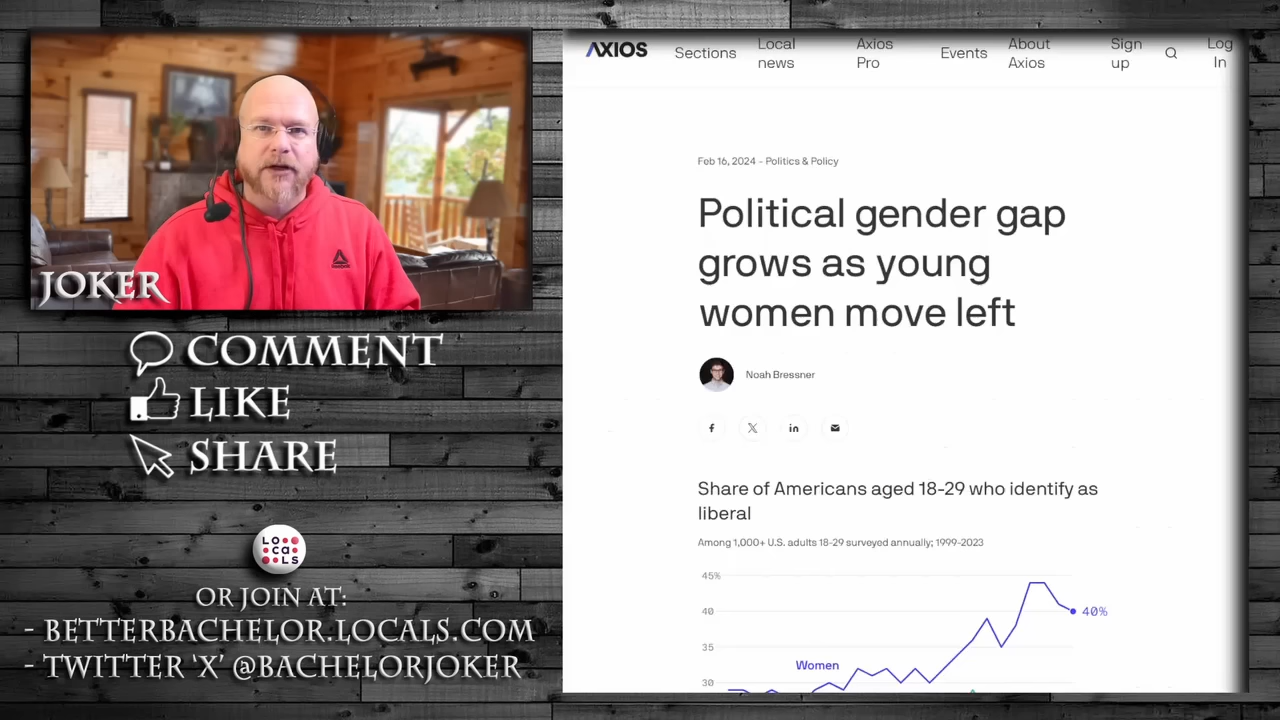 JOKER
COMMENT
LIKE
SHARE
LOCALS
OR JOIN AT:
- BETTERBACHELOR.LOCALS.COM
- TWITTER 'X' @BACHELORJOKER
AXIOS
Sections
Local news
Axios Pro
Events
About Axios
Sign up
Log In
Feb 16, 2024 - Politics & Policy
Political gender gap
grows as young
women move left
Noah Bressner
Share of Americans aged 18-29 who identify as
liberal
Among 1,000+ U.S. adults 18-29 surveyed annually; 1999-2023
45%
40
40%
35
Women
30